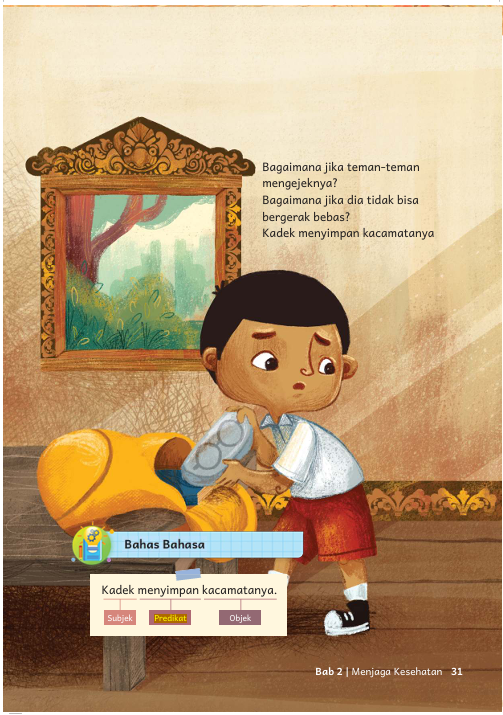 Bagaimana jika teman-teman
mengejeknya?
Bagaimana jika dia tidak bisa
bergerak bebas?
Kadek menyimpan kacamatanya
Bahas Bahasa
Kadek menyimpan kacamatanya.
Subjek Predikat Objek
Bab 2 | Menjaga Kesehatan 31